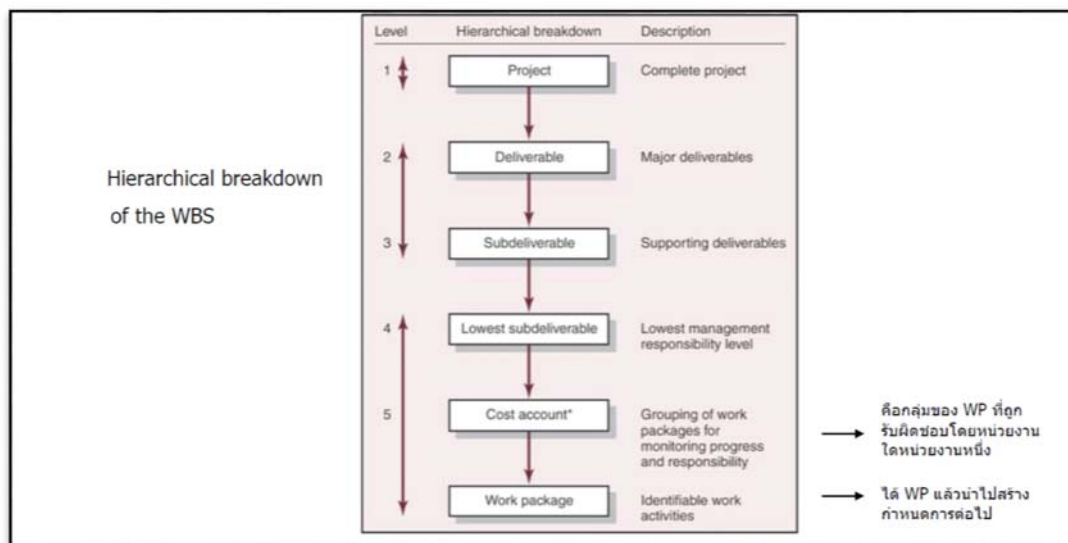 Hierarchical breakdown
of the WBS
Level Hierarchical breakdown Description
1 Project Complete project
2 Deliverable Major deliverables
3 Subdeliverable Supporting deliverables
4 Lowest subdeliverable Lowest management
responsibility level
5 Cost account* Grouping of work
packages for
monitoring progress
and responsibility
Work package Identifiable work
activities
คือกลุ่มของ WP ที่ถูก
รับผิดชอบโดยหน่วยงาน
ใดหน่วยงานหนึ่ง
ได้ WP แล้วนำไปสร้าง
กำหนดการต่อไป